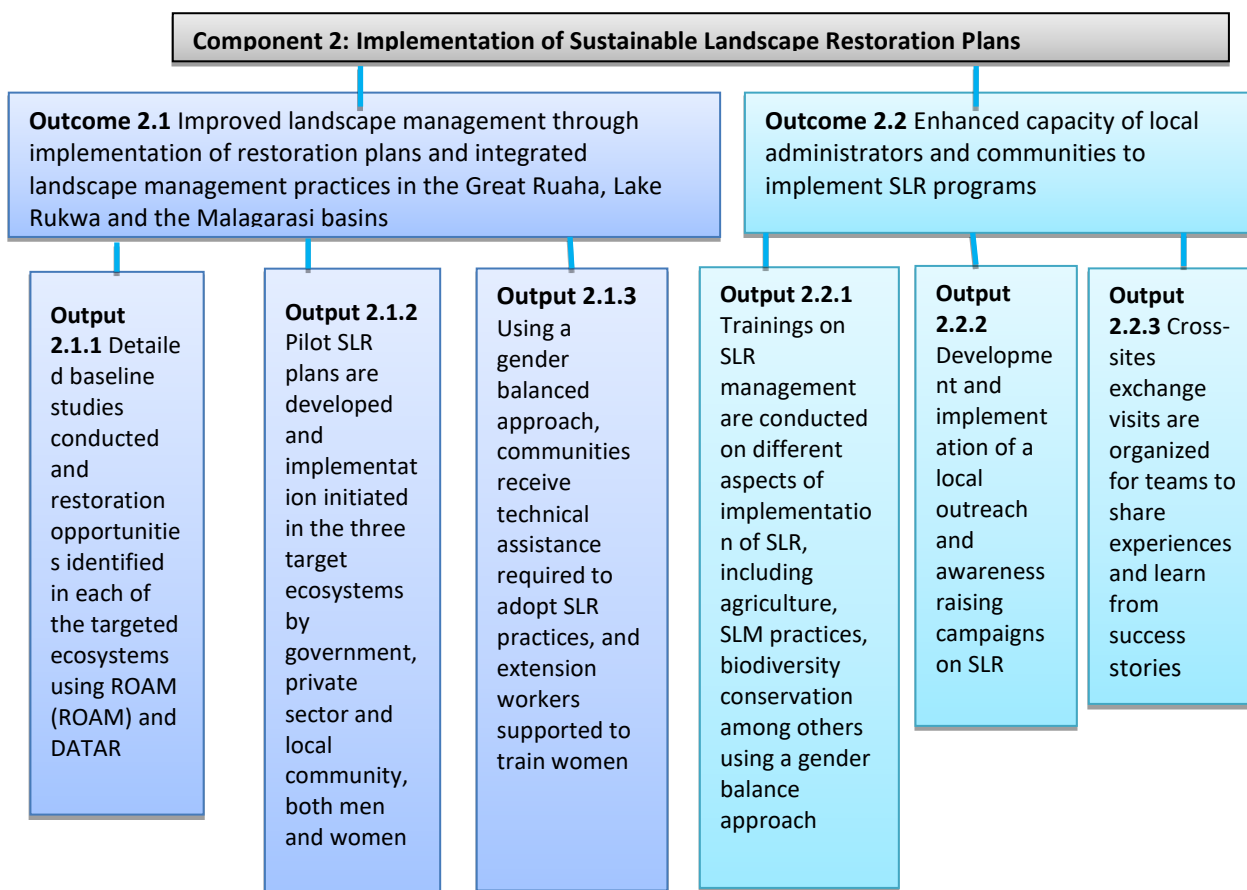 Component 2: Implementation of Sustainable Landscape Restoration Plans
Outcome 2.1 Improved landscape management through
implementation of restoration plans and integrated
landscape management practices in the Great Ruaha, Lake
Rukwa and the Malagarasi basins
Outcome 2.2 Enhanced capacity of local
administrators and communities to
implement SLR programs
Output
2.1.1 Detaile
d baseline
studies
conducted
and
restoration
opportunitie
s identified
in each of
the targeted
ecosystems
using ROAM
(ROAM) and
DATAR
Output 2.1.2
Pilot SLR
plans are
developed
and
implementat
ion initiated
in the three
target
ecosystems
by
government,
private
sector and
local
community,
both men
and women
Output 2.1.3
Using a
gender
balanced
approach,
communities
receive
technical
assistance
required to
adopt SLR
practices, and
extension
workers
supported to
train women
Output 2.2.1
Trainings on
SLR
management
are conducted
on different
aspects of
implementatio
n of SLR,
including
agriculture,
SLM practices,
biodiversity
conservation
among others
using a gender
balance
approach
Output
2.2.2
Developme
nt and
implement
ation of a
local
outreach
and
awareness
raising
campaigns
on SLR
Output
2.2.3 Cross-
sites
exchange
visits are
organized
for teams to
share
experiences
and learn
from
success
stories